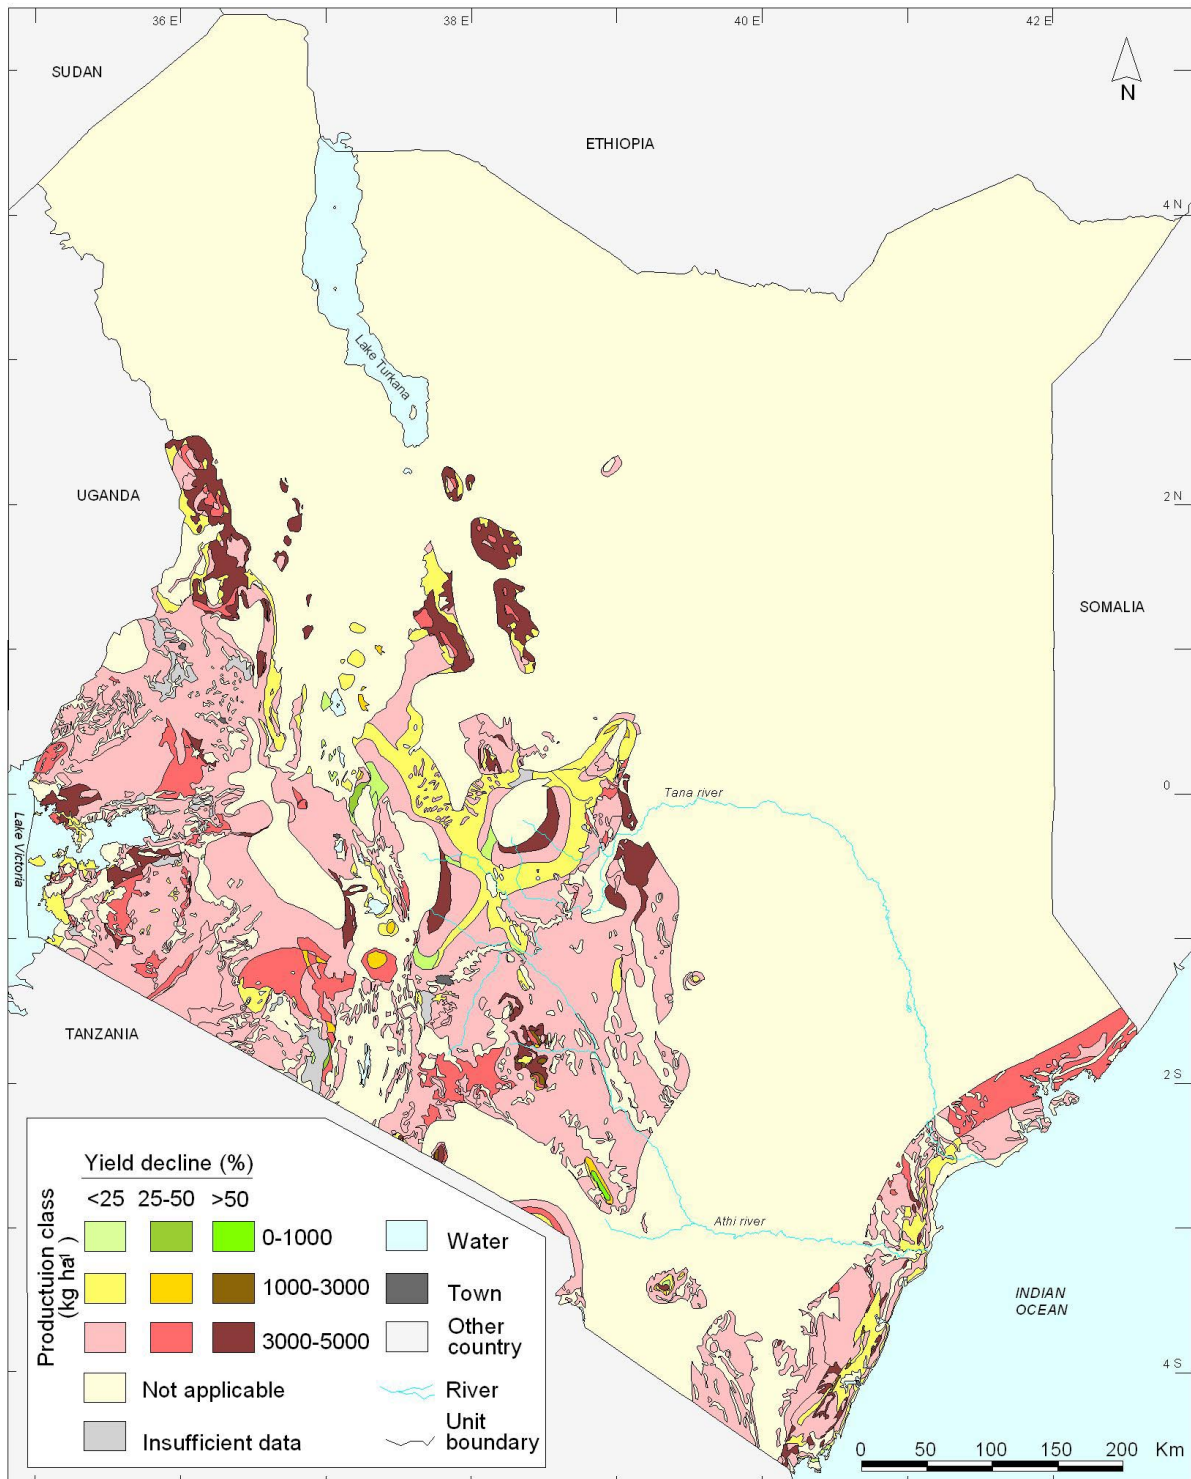 36 E
38 E
40 E
42 E
SUDAN
N
ETHIOPIA
4 N
Lake Turkana
UGANDA
2 N
SOMALIA
Tana river
0
Lake Victoria
TANZANIA
2 S
Yield decline (%)
<25
25-50
>50
Productuion class
(kg ha¹ )
0-1000
1000-3000
3000-5000
Not applicable
Insufficient data
Water
Town
Other
country
River
Unit
boundary
Athi river
INDIAN
OCEAN
4 S
0
50
100
150
200
Km